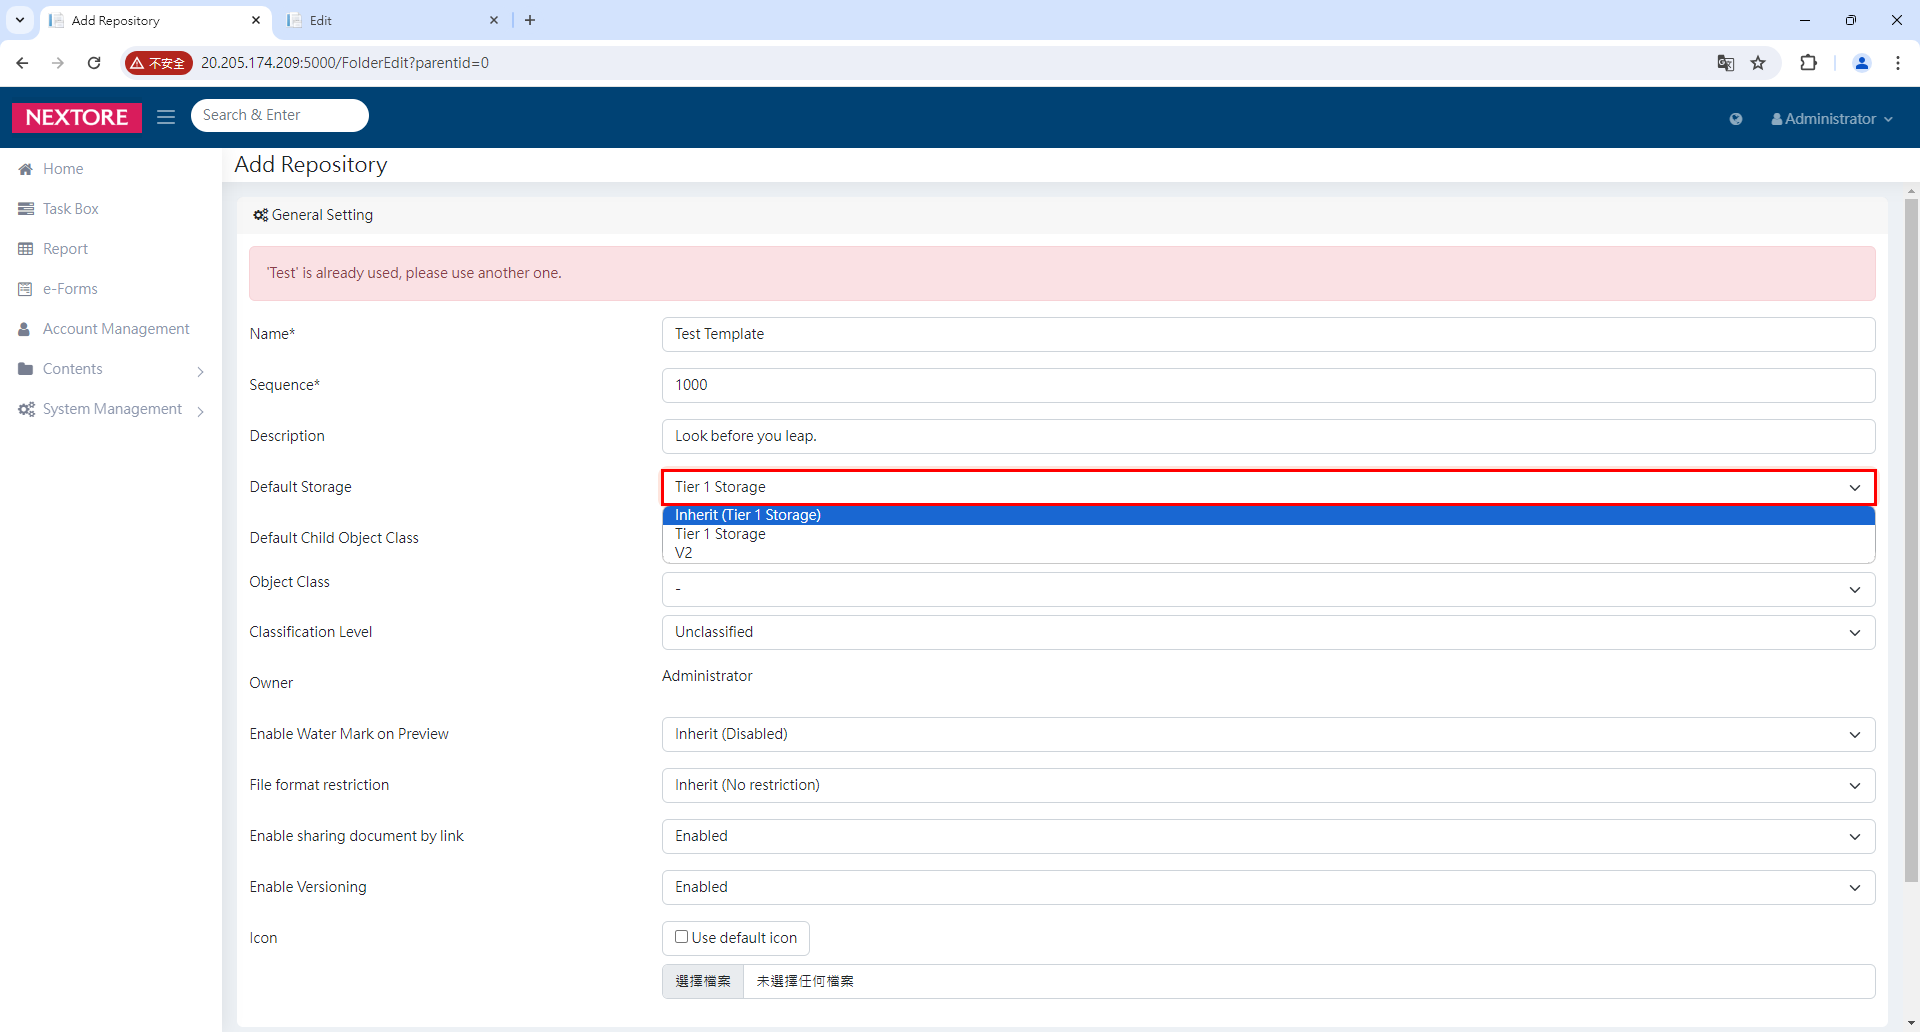 Add Repository
Edit
不安全
20.205.174.209:5000/FolderEdit?parentid=0
NEXTORE
Search & Enter
Administrator
Home
Task Box
Report
e-Forms
Account Management
Contents
System Management
Add Repository
General Setting
'Test' is already used, please use another one.
Name*
Test Template
Sequence*
1000
Description
Look before you leap.
Default Storage
Tier 1 Storage
Inherit (Tier 1 Storage)
Tier 1 Storage
V2
Default Child Object Class
Object Class
-
Classification Level
Unclassified
Owner
Administrator
Enable Water Mark on Preview
Inherit (Disabled)
File format restriction
Inherit (No restriction)
Enable sharing document by link
Enabled
Enable Versioning
Enabled
Icon
Use default icon
選擇檔案
未選擇任何檔案